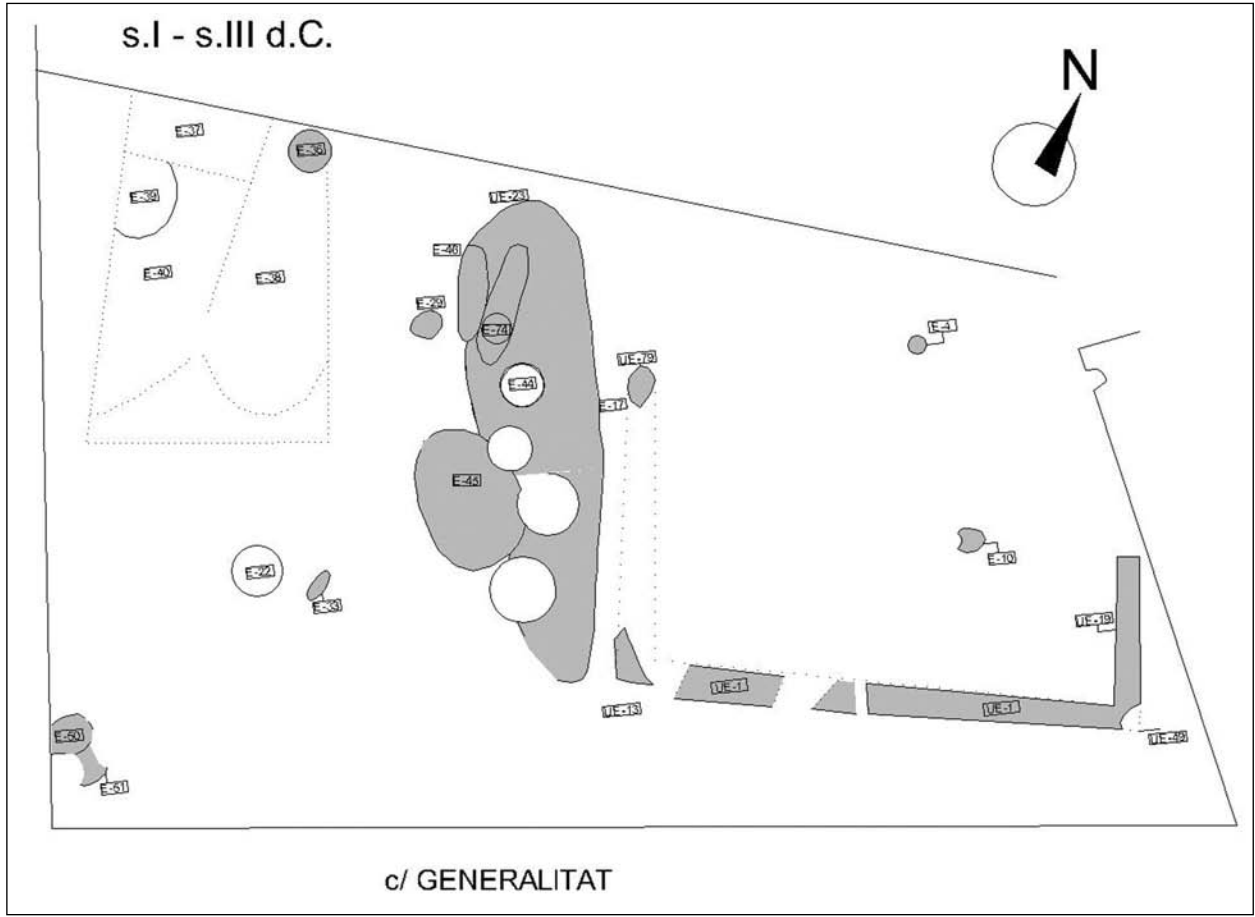 s.I - s.III d.C.
N
E-37
E-36
E-39
UE-23
E-46
E-40
E-38
E-29
E-74
E-4
UE-79
E-44
E-17
E-45
E-10
E-22
E-33
UE-19
UE-1
UE-1
UE-13
E-50
UE-49
E-51
c/ GENERALITAT